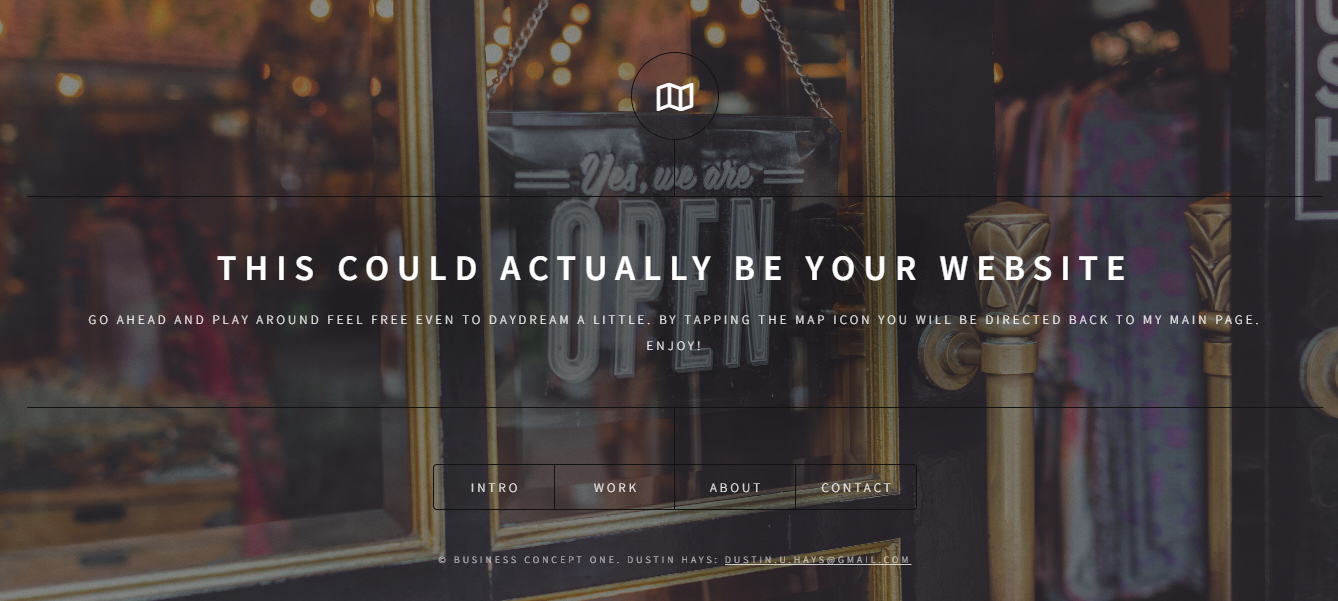 Yes, we are
OPEN
USH
THIS COULD ACTUALLY BE YOUR WEBSITE
GO AHEAD AND PLAY AROUND FEEL FREE EVEN TO DAYDREAM A LITTLE. BY TAPPING THE MAP ICON YOU WILL BE DIRECTED BACK TO MY MAIN PAGE.
ENJOY!
INTRO
WORK
ABOUT
CONTACT
© BUSINESS CONCEPT ONE. DUSTIN HAYS: DUSTIN.U.HAYS@GMAIL.COM